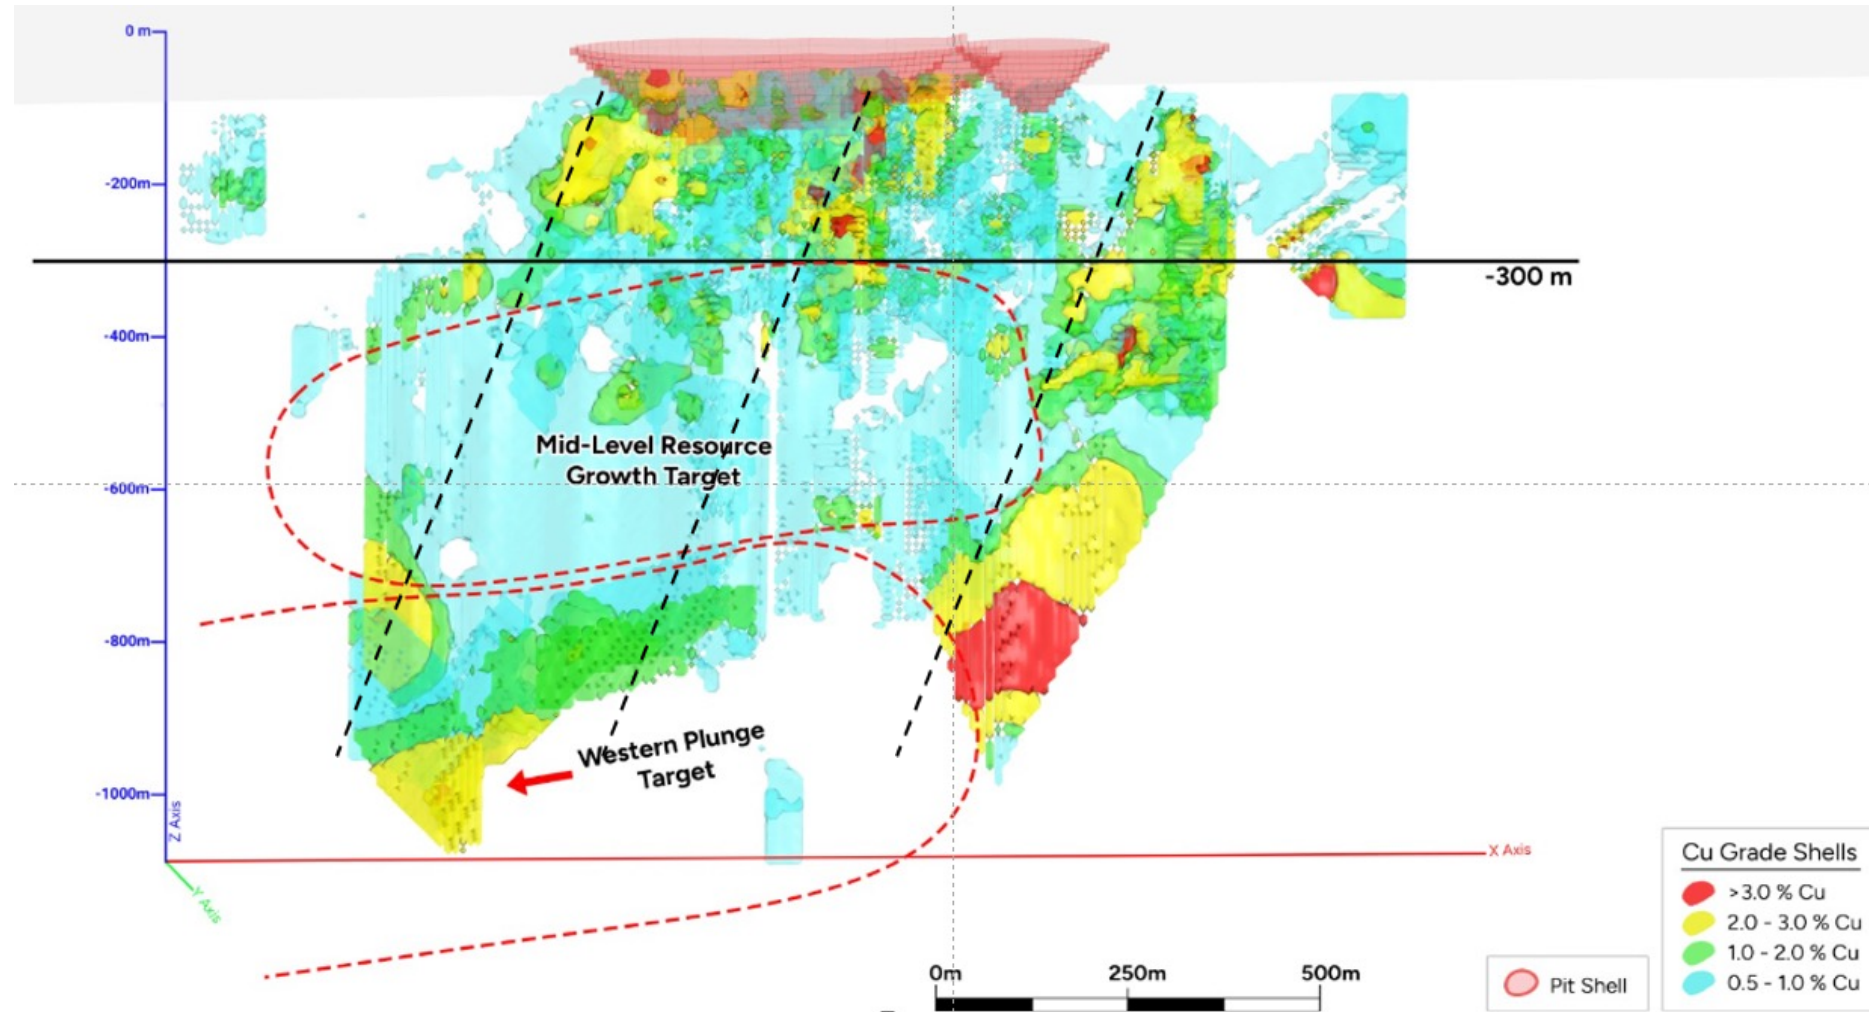 0 m
-200m
-300 m
-400m
Mid-Level Resource
Growth Target
-600m
-800m
Western Plunge
Target
-1000m
Z Axis
X Axis
Y Axis
Cu Grade Shells
>3.0 % Cu
2.0 - 3.0 % Cu
1.0 - 2.0 % Cu
0.5 - 1.0 % Cu
0m 250m 500m
Pit Shell